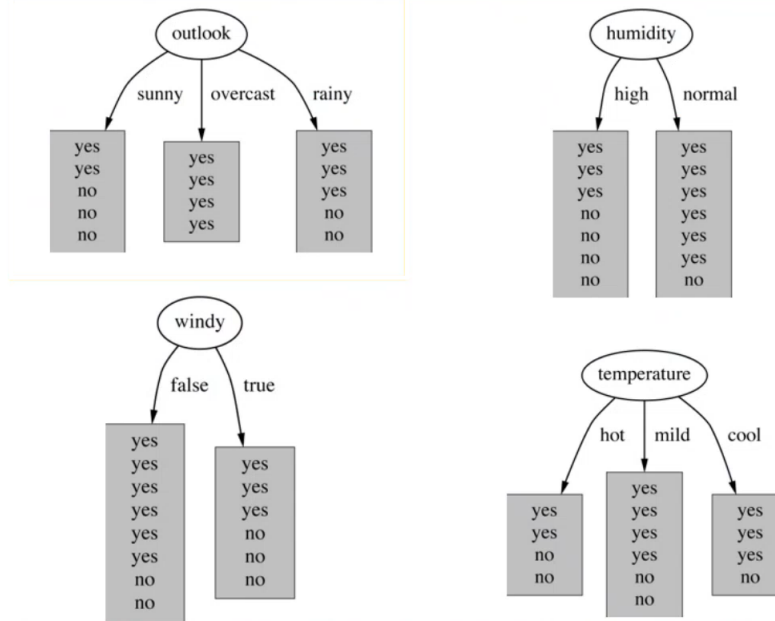 outlook
sunny overcast rainy
yes
yes
no
no
no
yes
yes
yes
yes
yes
yes
yes
no
no
humidity
high normal
yes
yes
yes
no
no
no
no
yes
yes
yes
yes
yes
yes
no
windy
false true
yes
yes
yes
yes
yes
yes
no
no
yes
yes
yes
no
no
no
temperature
hot mild cool
yes
yes
no
no
yes
yes
yes
yes
no
no
yes
yes
yes
no